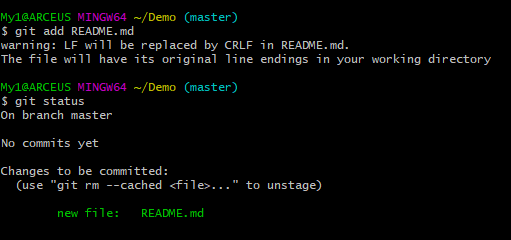 My1@ARCEUS MINGW64 ~/Demo (master)
$ git add README.md
warning: LF will be replaced by CRLF in README.md.
The file will have its original line endings in your working directory
My1@ARCEUS MINGW64 ~/Demo (master)
$ git status
On branch master
No commits yet
Changes to be committed:
(use "git rm --cached <file>..." to unstage)
new file: README.md